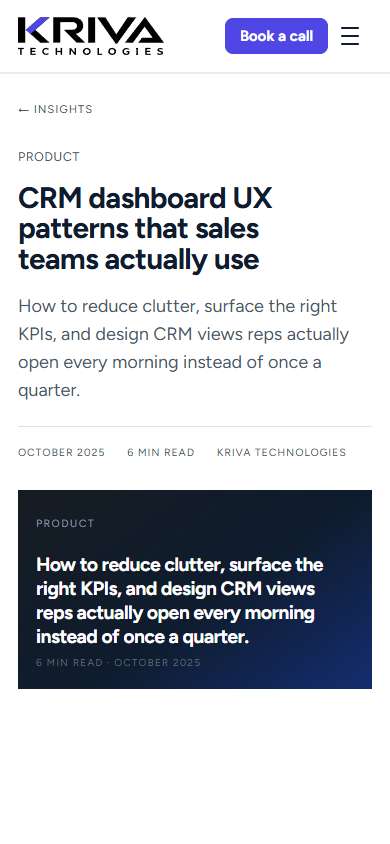 KRIVA
TECHNOLOGIES
Book a call
← INSIGHTS
PRODUCT
CRM dashboard UX
patterns that sales
teams actually use
How to reduce clutter, surface the right
KPIs, and design CRM views reps actually
open every morning instead of once a
quarter.
OCTOBER 2025 6 MIN READ KRIVA TECHNOLOGIES
PRODUCT
How to reduce clutter, surface the
right KPIs, and design CRM views
reps actually open every morning
instead of once a quarter.
6 MIN READ · OCTOBER 2025